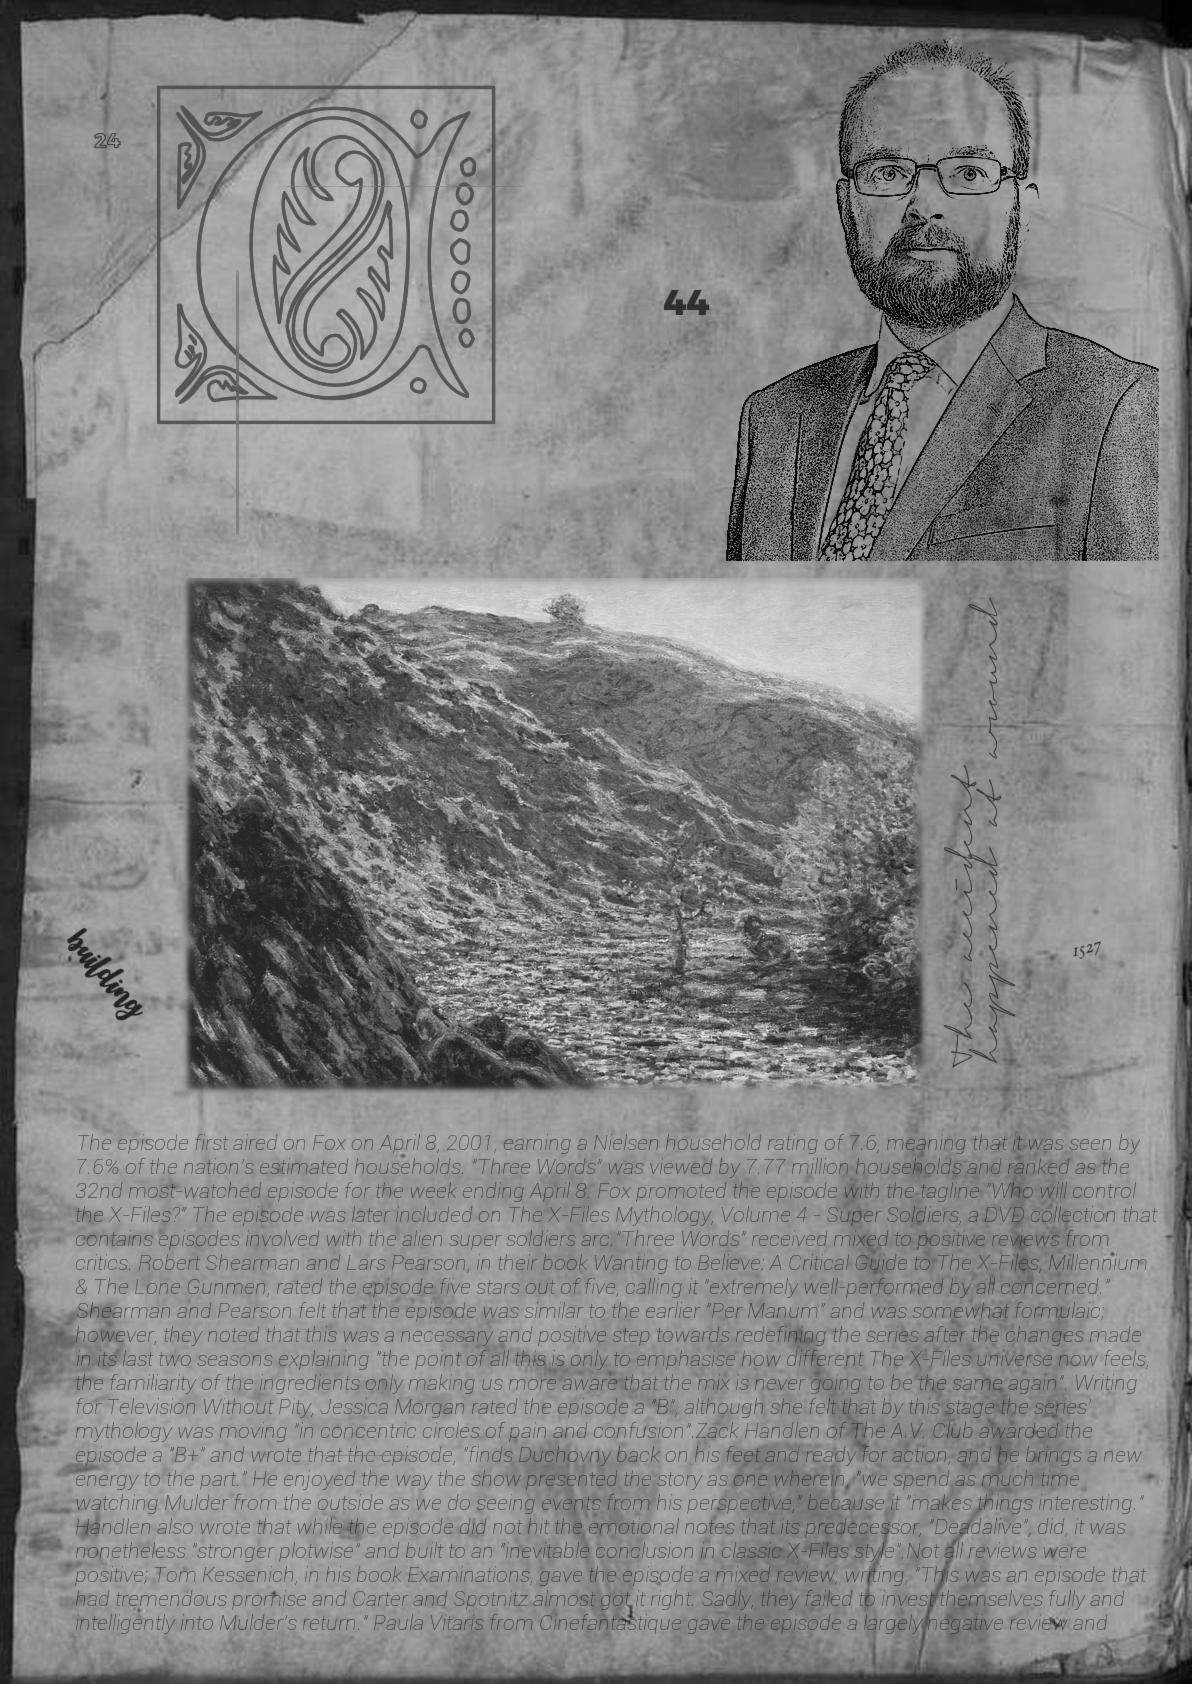 24
44
The accident
happened at wound
building
1527
The episode first aired on Fox on April 8, 2001, earning a Nielsen household rating of 7.6, meaning that it was seen by
7.6% of the nation's estimated households. "Three Words" was viewed by 7.77 million households and ranked as the
32nd most-watched episode for the week ending April 8. Fox promoted the episode with the tagline "Who will control
the X-Files?" The episode was later included on The X-Files Mythology, Volume 4 - Super Soldiers, a DVD collection that
contains episodes involved with the alien super soldiers arc."Three Words" received mixed to positive reviews from
critics. Robert Shearman and Lars Pearson, in their book Wanting to Believe: A Critical Guide to The X-Files, Millennium
& The Lone Gunmen, rated the episode five stars out of five, calling it "extremely well-performed by all concerned."
Shearman and Pearson felt that the episode was similar to the earlier "Per Manum" and was somewhat formulaic;
however, they noted that this was a necessary and positive step towards redefining the series after the changes made
in its last two seasons explaining "the point of all this is only to emphasise how different The X-Files universe now feels,
the familiarity of the ingredients only making us more aware that the mix is never going to be the same again". Writing
for Television Without Pity, Jessica Morgan rated the episode a "B", although she felt that by this stage the series'
mythology was moving "in concentric circles of pain and confusion".Zack Handlen of The A.V. Club awarded the
episode a "B+" and wrote that the episode, "finds Duchovny back on his feet and ready for action, and he brings a new
energy to the part." He enjoyed the way the show presented the story as one wherein, "we spend as much time
watching Mulder from the outside as we do seeing events from his perspective," because it "makes things interesting."
Handlen also wrote that while the episode did not hit the emotional notes that its predecessor, "Deadalive", did, it was
nonetheless "stronger plotwise" and built to an "inevitable conclusion in classic X-Files style".Not all reviews were
positive; Tom Kessenich, in his book Examinations, gave the episode a mixed review, writing, "This was an episode that
had tremendous promise and Carter and Spotnitz almost got it right. Sadly, they failed to invest themselves fully and
intelligently into Mulder's return." Paula Vitaris from Cinefantastique gave the episode a largely negative review and